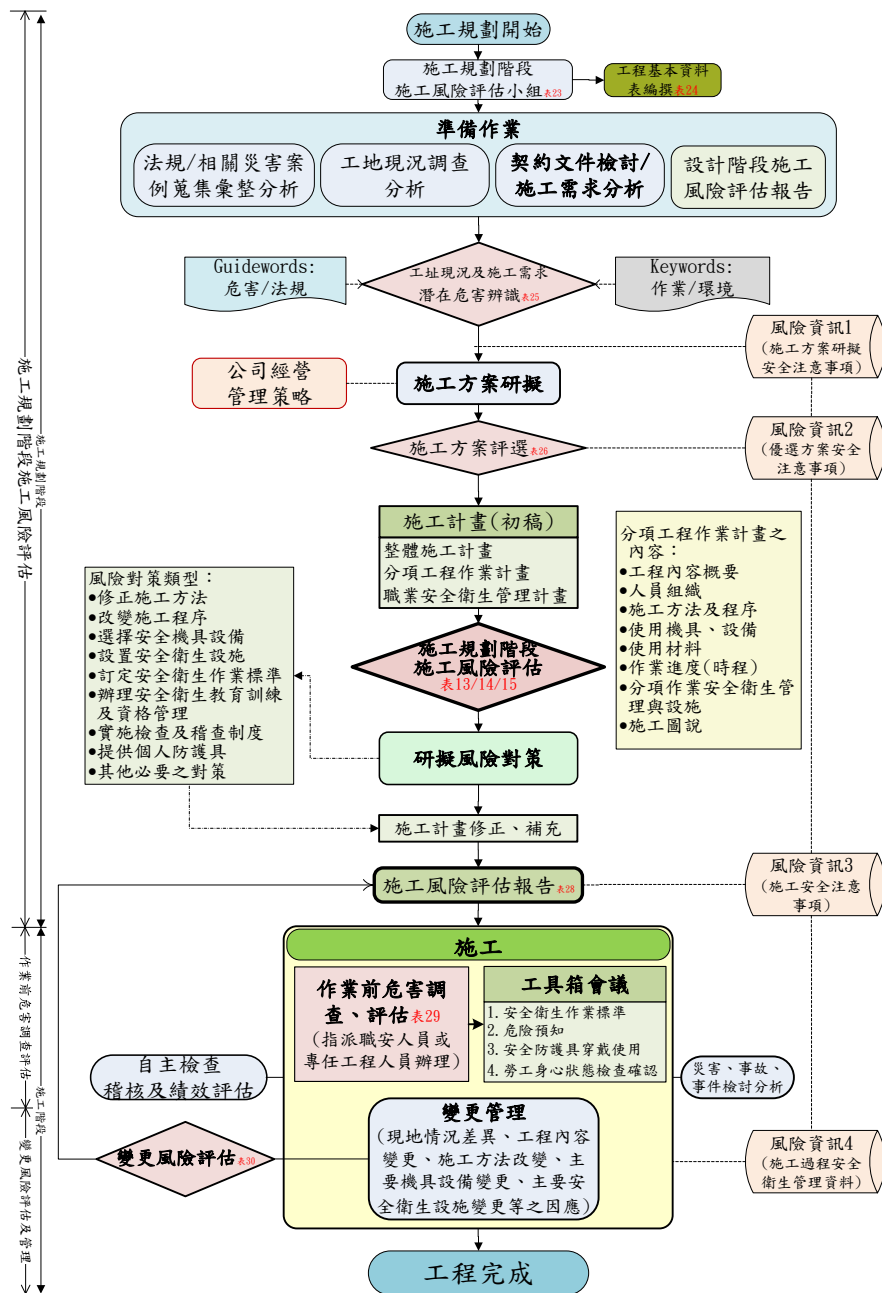 施工規劃開始
施工規劃階段
施工風險評估小組表23
工程基本資料
表編撰表24
準備作業
法規/相關災害案
例蒐集彙整分析
工地現況調查
分析
契約文件檢討/
施工需求分析
設計階段施工
風險評估報告
Guidewords:
危害/法規
工址現況及施工需求
潛在危害辨識表25
Keywords:
作業/環境
風險資訊1
(施工方案研擬
安全注意事項)
公司經營
管理策略
施工方案研擬
施工方案評選表26
風險資訊2
(優選方案安全
注意事項)
施工計畫(初稿)
整體施工計畫
分項工程作業計畫
職業安全衛生管理計畫
分項工程作業計畫之
內容：
●工程內容概要
●人員組織
●施工方法及程序
●使用機具、設備
●使用材料
●作業進度(時程)
●分項作業安全衛生管
理與設施
●施工圖說
風險對策類型：
●修正施工方法
●改變施工程序
●選擇安全機具設備
●設置安全衛生設施
●訂定安全衛生作業標準
●辦理安全衛生教育訓練
及資格管理
●實施檢查及稽查制度
●提供個人防護具
●其他必要之對策
施工規劃階段
施工風險評估
表13/14/15
研擬風險對策
施工計畫修正、補充
施工風險評估報告表28
風險資訊3
(施工安全注意
事項)
施工規劃階段施工風險評估
施工規劃階段
施工
作業前危害調
查、評估表29
(指派職安人員或
專任工程人員辦理)
工具箱會議
1. 安全衛生作業標準
2. 危險預知
3. 安全防護具穿戴使用
4. 勞工身心狀態檢查確認
自主檢查
稽核及績效評估
災害、事故、
事件檢討分析
變更管理
(現地情況差異、工程內容
變更、施工方法改變、主
要機具設備變更、主要安
全衛生設施變更等之因應)
變更風險評估表30
風險資訊4
(施工過程安全
衛生管理資料)
作業前危害調查評估
施工階段
變更風險評估及管理
工程完成